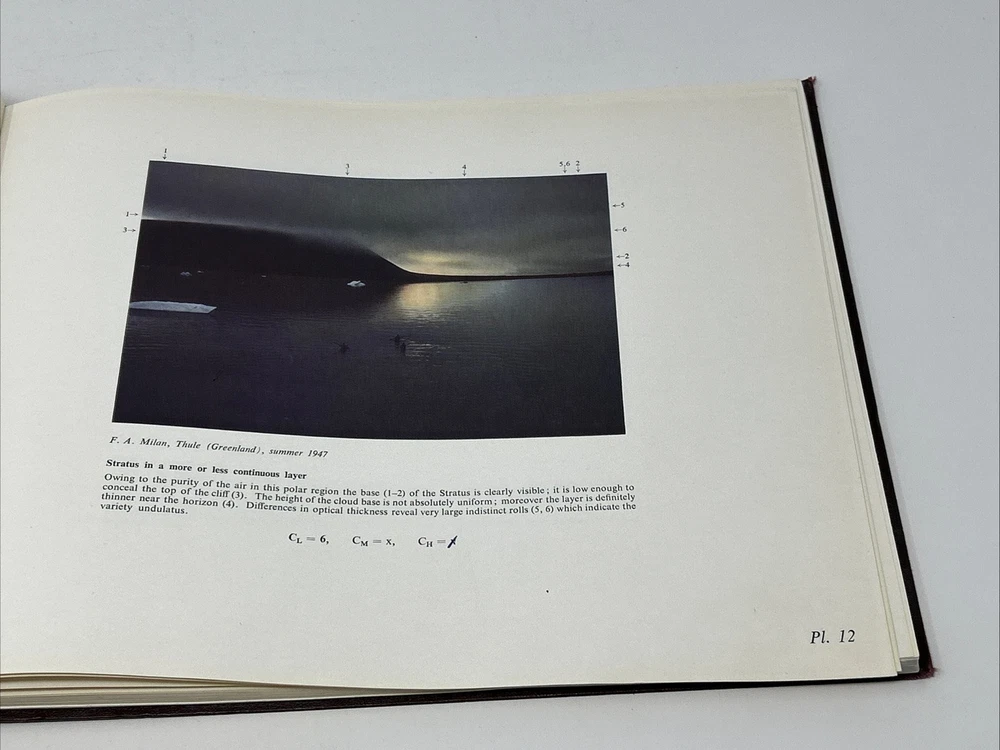 1 3 4 5,6 2
1→ ←5
3→ ←6
←2
←4
F. A. Milan, Thule (Greenland), summer 1947
Stratus in a more or less continuous layer
Owing to the purity of the air in this polar region the base (1–2) of the Stratus is clearly visible; it is low enough to
conceal the top of the cliff (3). The height of the cloud base is not absolutely uniform; moreover the layer is definitely
thinner near the horizon (4). Differences in optical thickness reveal very large indistinct rolls (5, 6) which indicate the
variety undulatus.
CL = 6, CM = x, CH =
Pl. 12